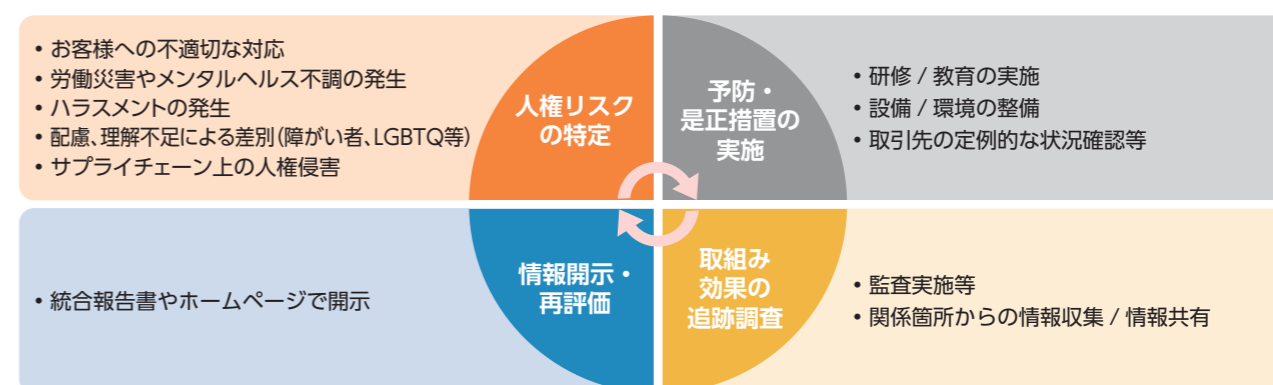 ・お客様への不適切な対応
・労働災害やメンタルヘルス不調の発生
・ハラスメントの発生
・配慮、理解不足による差別（障がい者、LGBTQ等）
・サプライチェーン上の人権侵害
人権リスク
の特定
予防・
是正措置の
実施
・研修 / 教育の実施
・設備 / 環境の整備
・取引先の定例的な状況確認等
・統合報告書やホームページで開示
情報開示・
再評価
取組み
効果の
追跡調査
・監査実施等
・関係箇所からの情報収集 / 情報共有